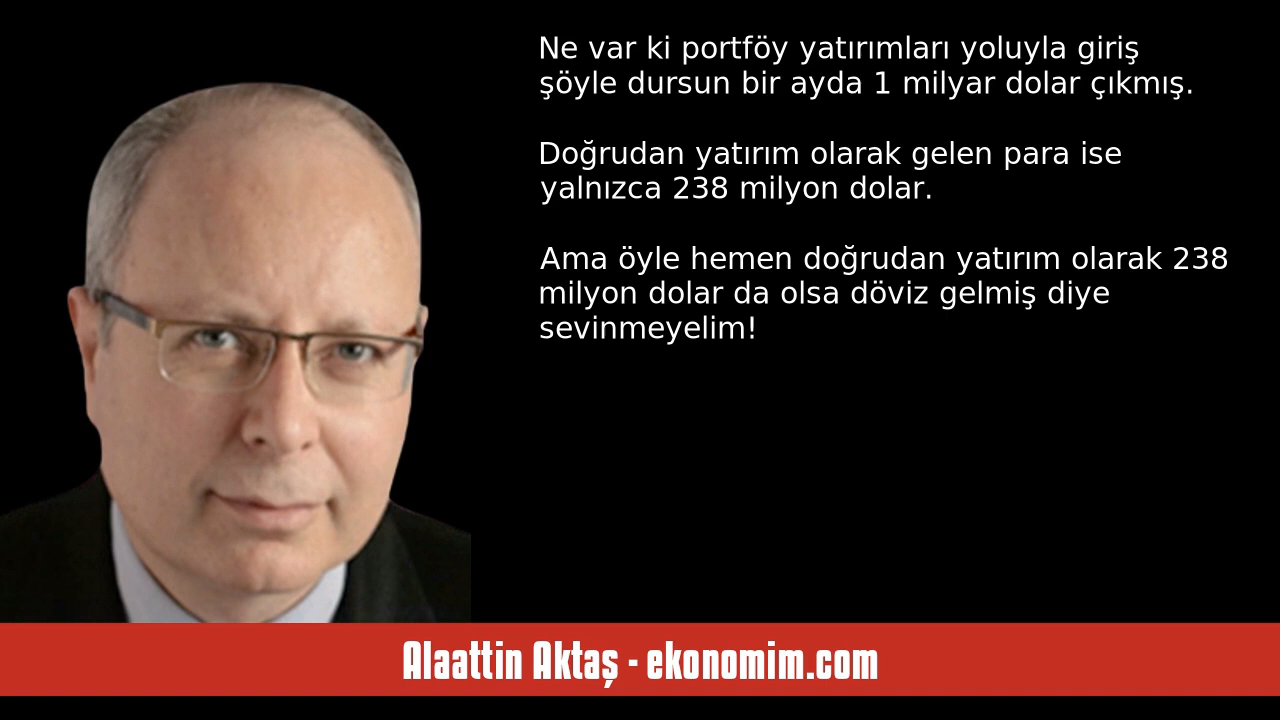 Ne var ki portföy yatırımları yoluyla giriş
şöyle dursun bir ayda 1 milyar dolar çıkmış.
Doğrudan yatırım olarak gelen para ise
yalnızca 238 milyon dolar.
Ama öyle hemen doğrudan yatırım olarak 238
milyon dolar da olsa döviz gelmiş diye
sevinmeyelim!
Alaattin Aktaş - ekonomim.com